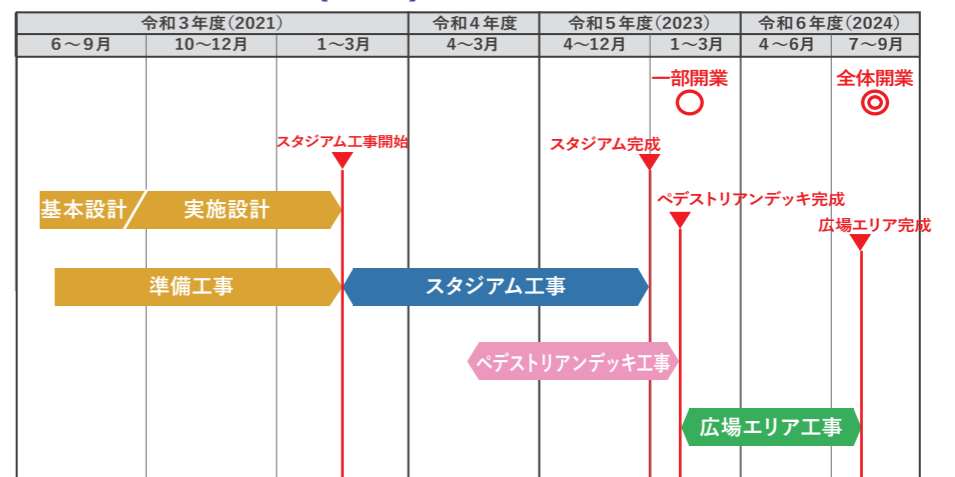 令和３年度（2021） 令和４年度 令和５年度（2023） 令和６年度（2024）
６～９月 10～12月 １～３月 ４～３月 ４～12月 １～３月 ４～６月 ７～９月
一部開業 全体開業
スタジアム工事開始 スタジアム完成
ペデストリアンデッキ完成
基本設計 実施設計
広場エリア完成
準備工事 スタジアム工事
ペデストリアンデッキ工事
広場エリア工事